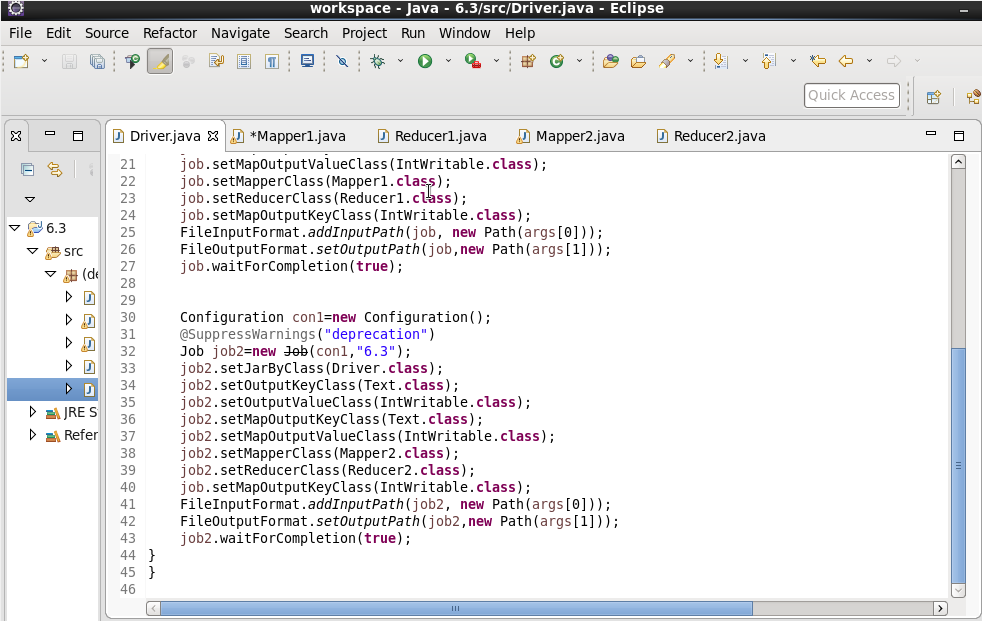 workspace - Java - 6.3/src/Driver.java - Eclipse
File Edit Source Refactor Navigate Search Project Run Window Help
Quick Access
Driver.java *Mapper1.java Reducer1.java Mapper2.java Reducer2.java
6.3
src
(de
JRE S
Refer
21 job.setMapOutputValueClass(IntWritable.class);
22 job.setMapperClass(Mapper1.class);
23 job.setReducerClass(Reducer1.class);
24 job.setMapOutputKeyClass(IntWritable.class);
25 FileInputFormat.addInputPath(job, new Path(args[0]));
26 FileOutputFormat.setOutputPath(job,new Path(args[1]));
27 job.waitForCompletion(true);
28
29
30 Configuration con1=new Configuration();
31 @SuppressWarnings("deprecation")
32 Job job2=new Job(con1,"6.3");
33 job2.setJarByClass(Driver.class);
34 job2.setOutputKeyClass(Text.class);
35 job2.setOutputValueClass(IntWritable.class);
36 job2.setMapOutputKeyClass(Text.class);
37 job2.setMapOutputValueClass(IntWritable.class);
38 job2.setMapperClass(Mapper2.class);
39 job2.setReducerClass(Reducer2.class);
40 job.setMapOutputKeyClass(IntWritable.class);
41 FileInputFormat.addInputPath(job2, new Path(args[0]));
42 FileOutputFormat.setOutputPath(job2,new Path(args[1]));
43 job2.waitForCompletion(true);
44 }
45 }
46